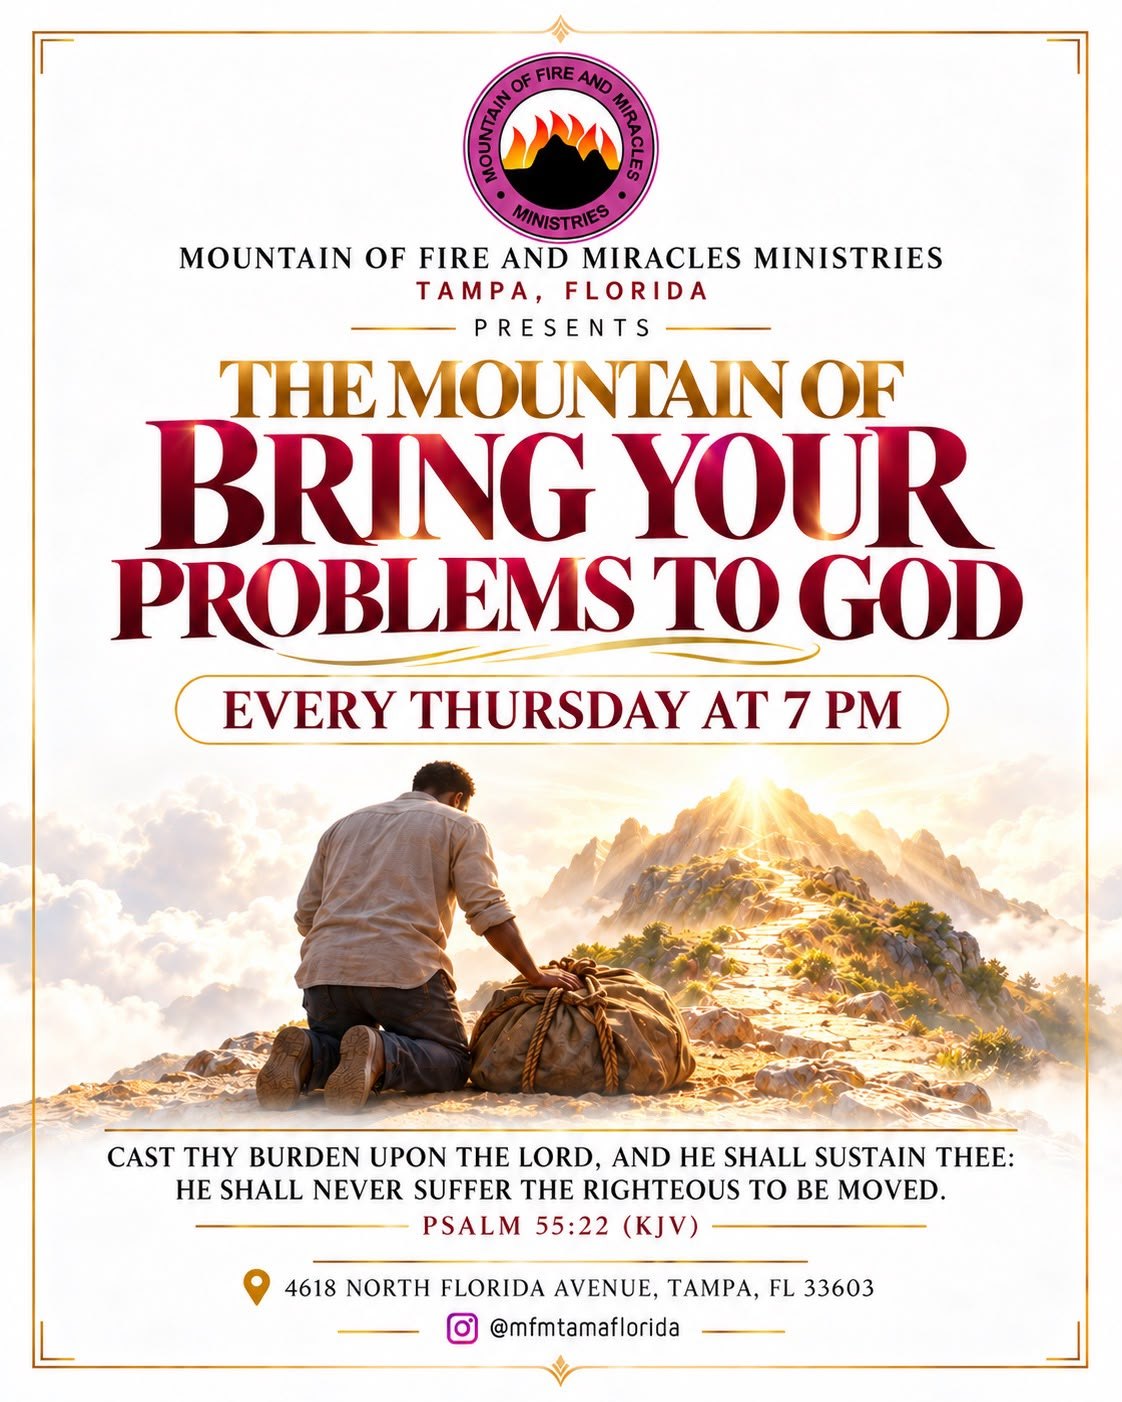 MOUNTAIN OF FIRE AND MIRACLES
MINISTRIES
MOUNTAIN OF FIRE AND MIRACLES MINISTRIES
TAMPA, FLORIDA
PRESENTS
THE MOUNTAIN OF
BRING YOUR
PROBLEMS TO GOD
EVERY THURSDAY AT 7 PM
CAST THY BURDEN UPON THE LORD, AND HE SHALL SUSTAIN THEE:
HE SHALL NEVER SUFFER THE RIGHTEOUS TO BE MOVED.
PSALM 55:22 (KJV)
4618 NORTH FLORIDA AVENUE, TAMPA, FL 33603
@mfmtamaflorida